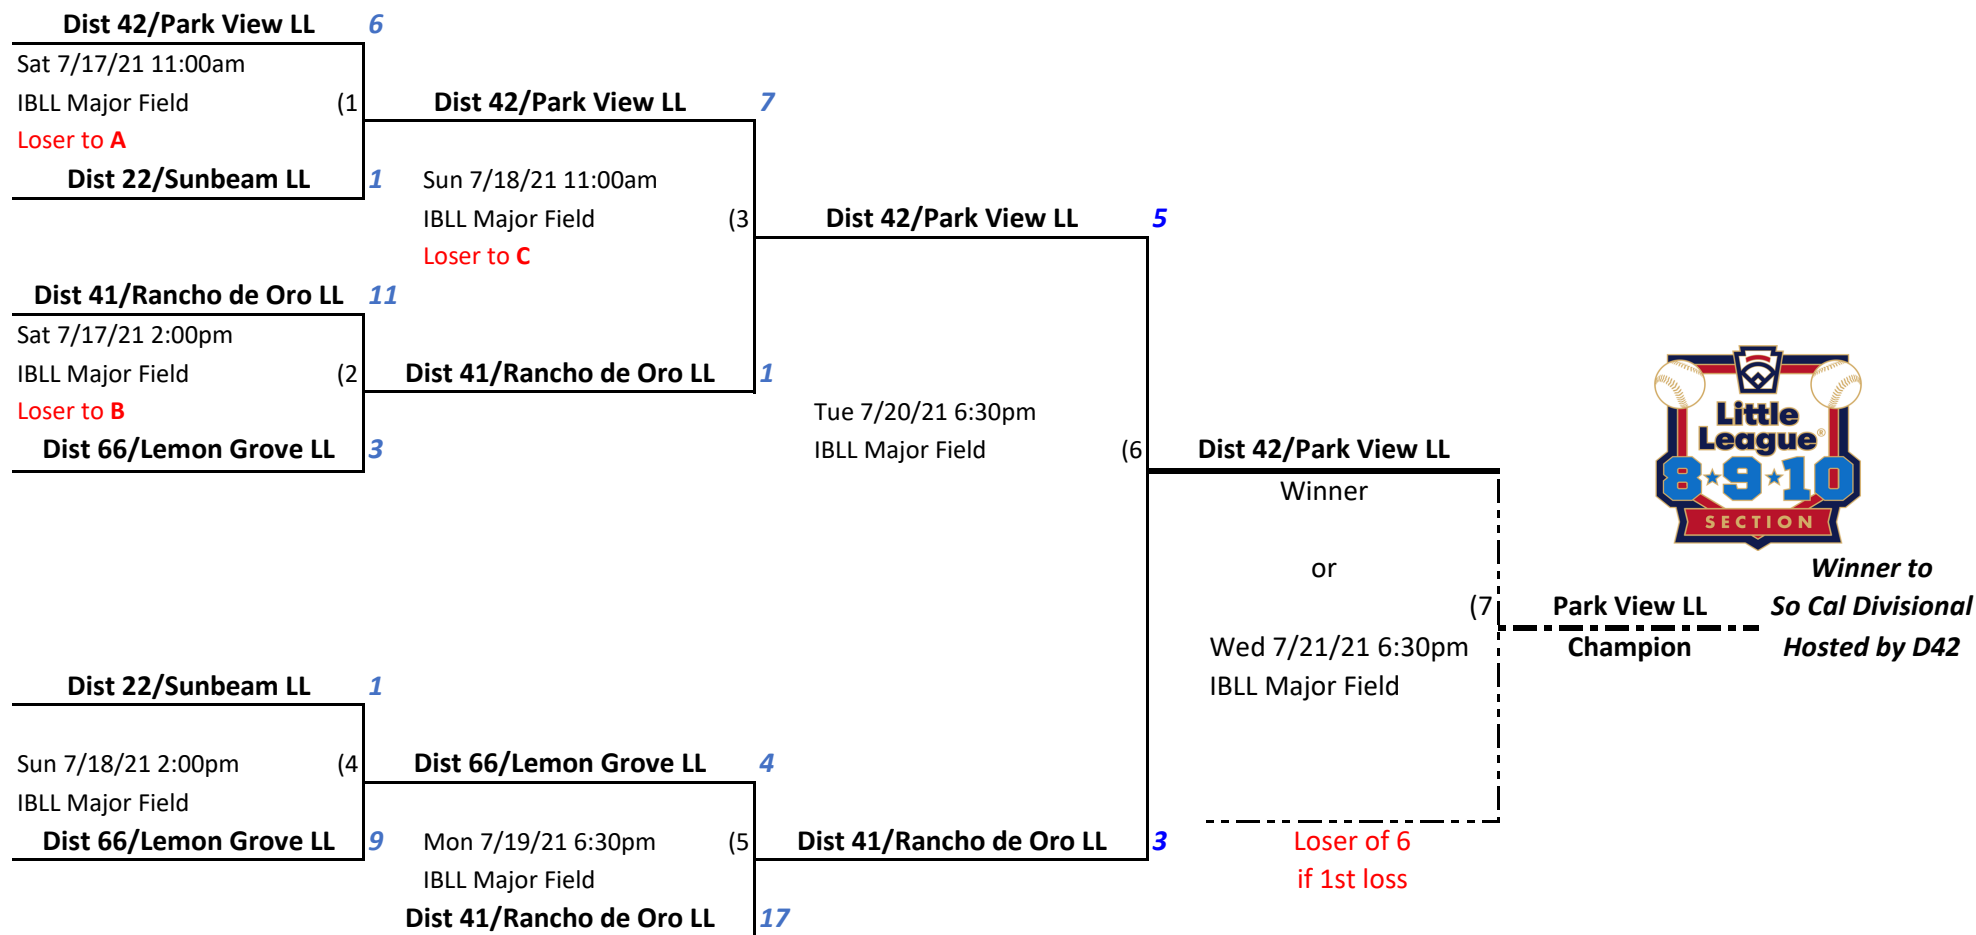 Dist 42/Park View LL 6
Sat 7/17/21 11:00am
IBLL Major Field (1
Loser to A
Dist 22/Sunbeam LL 1
Dist 42/Park View LL 7
Sun 7/18/21 11:00am
IBLL Major Field (3
Loser to C
Dist 41/Rancho de Oro LL 11
Sat 7/17/21 2:00pm
IBLL Major Field (2
Loser to B
Dist 66/Lemon Grove LL 3
Dist 41/Rancho de Oro LL 1
Dist 42/Park View LL 5
Tue 7/20/21 6:30pm
IBLL Major Field (6
Dist 42/Park View LL
Winner
or
(7
Wed 7/21/21 6:30pm
IBLL Major Field
Loser of 6
if 1st loss
Little
League®
8★9★10
SECTION
Park View LL
Champion
Winner to
So Cal Divisional
Hosted by D42
Dist 22/Sunbeam LL 1
Sun 7/18/21 2:00pm (4
IBLL Major Field
Dist 66/Lemon Grove LL 9
Dist 66/Lemon Grove LL 4
Mon 7/19/21 6:30pm (5
IBLL Major Field
Dist 41/Rancho de Oro LL 17
Dist 41/Rancho de Oro LL 3